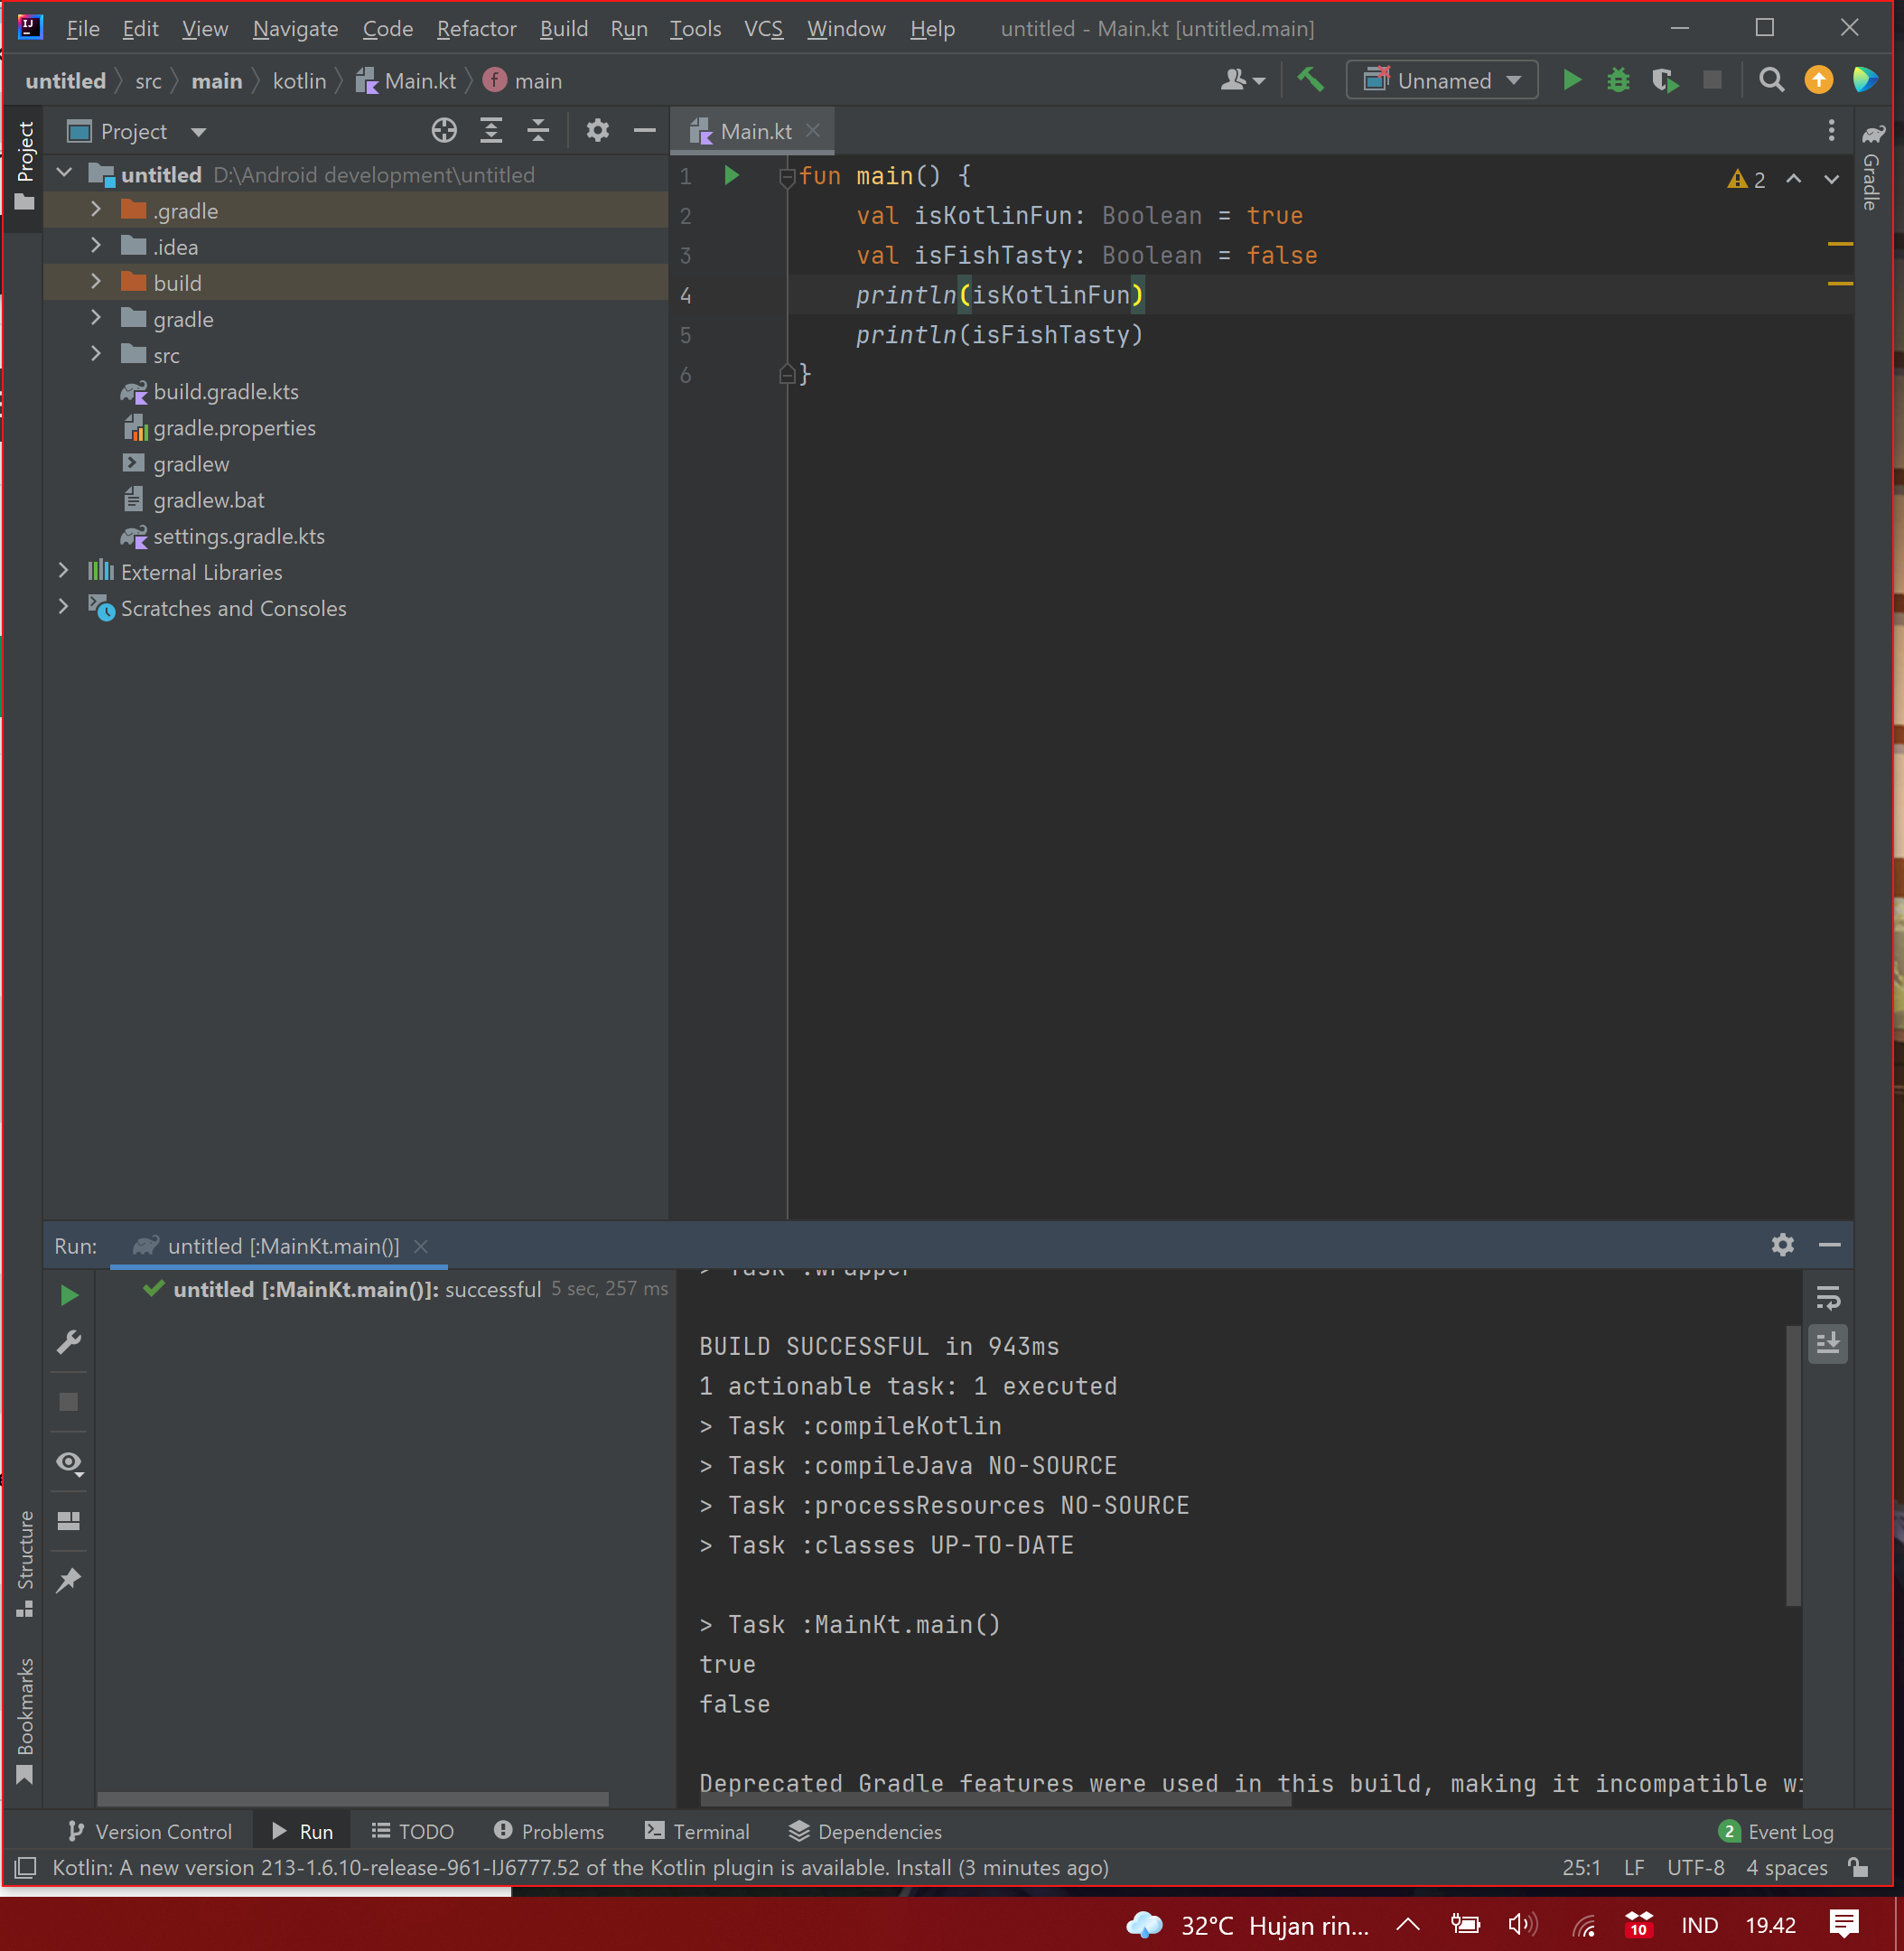 File Edit View Navigate Code Refactor Build Run Tools VCS Window Help untitled - Main.kt [untitled.main]
untitled src main kotlin Main.kt f main Unnamed
Project
Main.kt
Project
Gradle
untitled D:\Android development\untitled
.gradle
.idea
build
gradle
src
build.gradle.kts
gradle.properties
gradlew
gradlew.bat
settings.gradle.kts
External Libraries
Scratches and Consoles
1 fun main() {
2 val isKotlinFun: Boolean = true
3 val isFishTasty: Boolean = false
4 println(isKotlinFun)
5 println(isFishTasty)
6 }
2
Run: untitled [:MainKt.main()]
untitled [:MainKt.main()]: successful 5 sec, 257 ms
> Task :wrapper
BUILD SUCCESSFUL in 943ms
1 actionable task: 1 executed
> Task :compileKotlin
> Task :compileJava NO-SOURCE
> Task :processResources NO-SOURCE
> Task :classes UP-TO-DATE
> Task :MainKt.main()
true
false
Deprecated Gradle features were used in this build, making it incompatible wi
Structure
Bookmarks
Version Control Run TODO Problems Terminal Dependencies 2 Event Log
Kotlin: A new version 213-1.6.10-release-961-IJ6777.52 of the Kotlin plugin is available. Install (3 minutes ago) 25:1 LF UTF-8 4 spaces
32°C Hujan rin... 10 IND 19.42